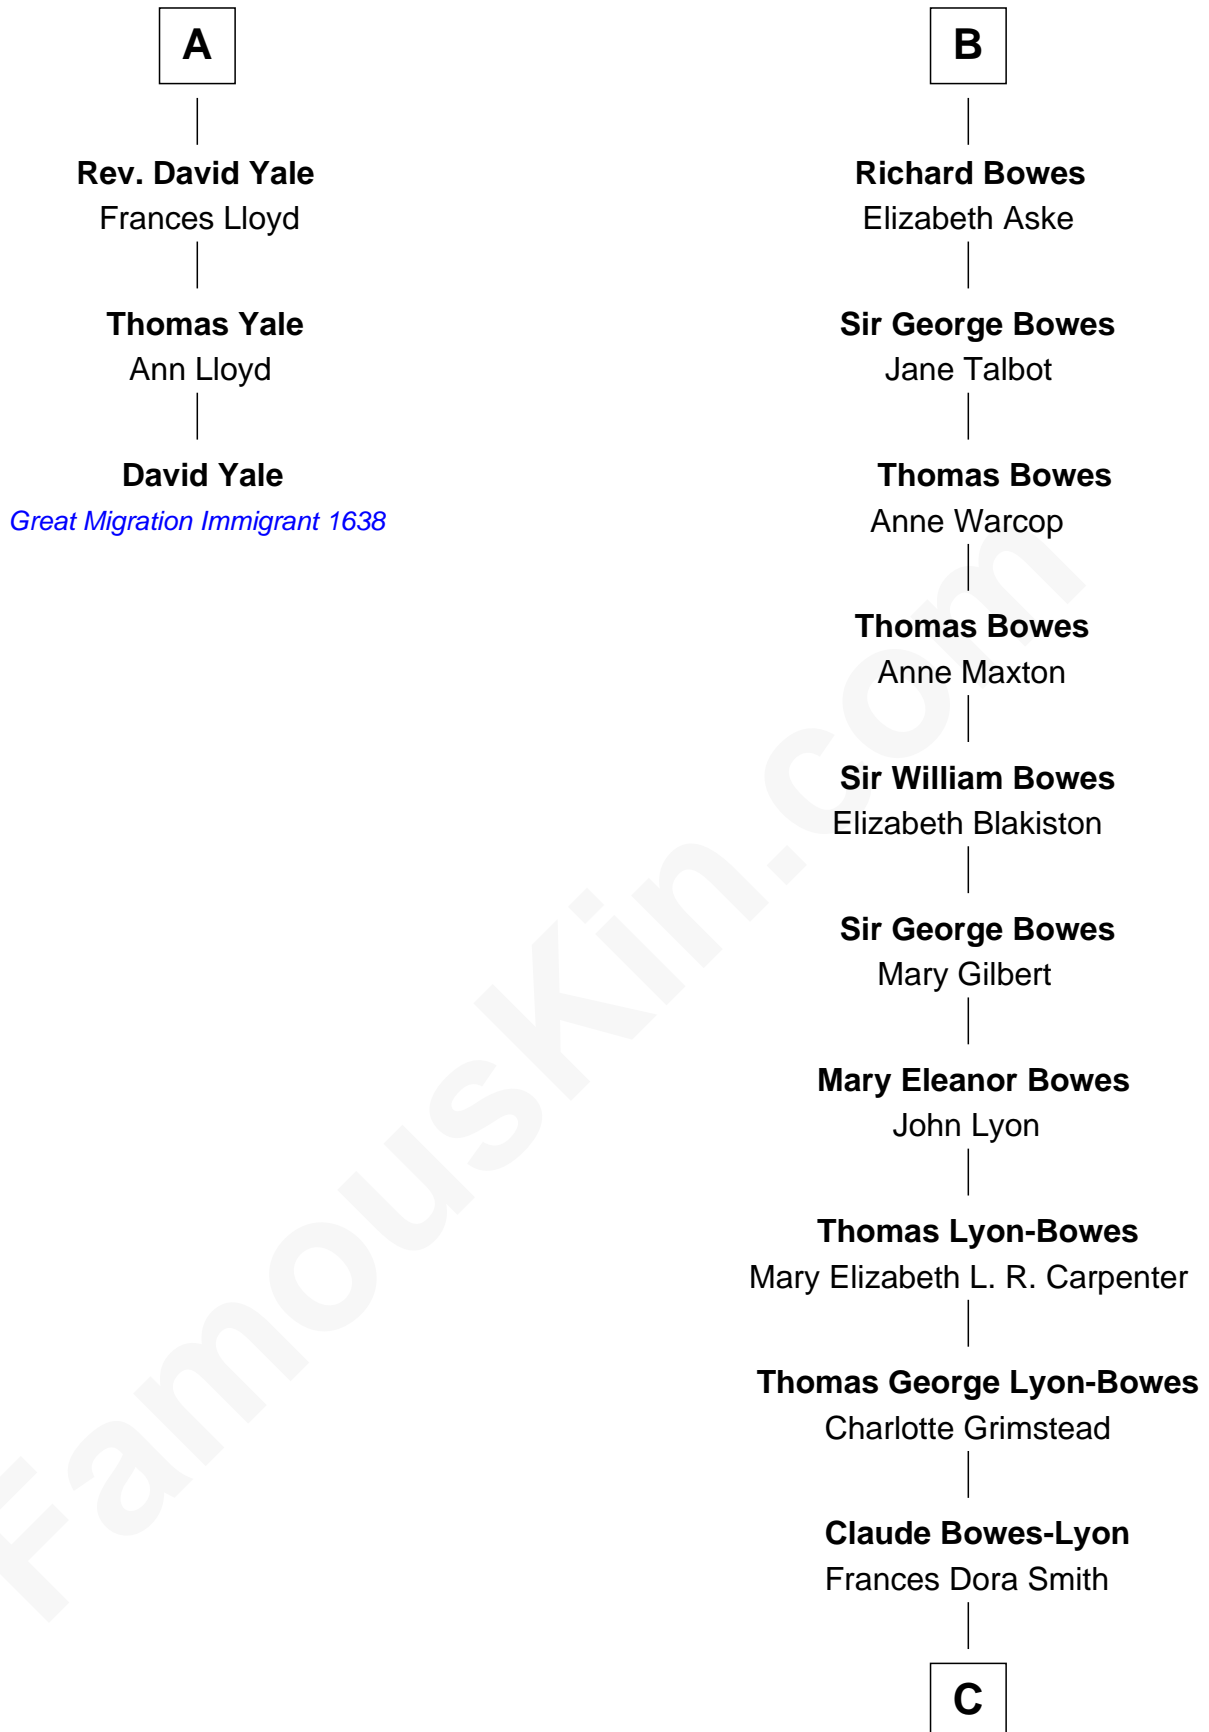 A
Rev. David Yale
Frances Lloyd
Thomas Yale
Ann Lloyd
David Yale
Great Migration Immigrant 1638
B
Richard Bowes
Elizabeth Aske
Sir George Bowes
Jane Talbot
Thomas Bowes
Anne Warcop
Thomas Bowes
Anne Maxton
Sir William Bowes
Elizabeth Blakiston
Sir George Bowes
Mary Gilbert
Mary Eleanor Bowes
John Lyon
Thomas Lyon-Bowes
Mary Elizabeth L. R. Carpenter
Thomas George Lyon-Bowes
Charlotte Grimstead
Claude Bowes-Lyon
Frances Dora Smith
C
FamousKin.com